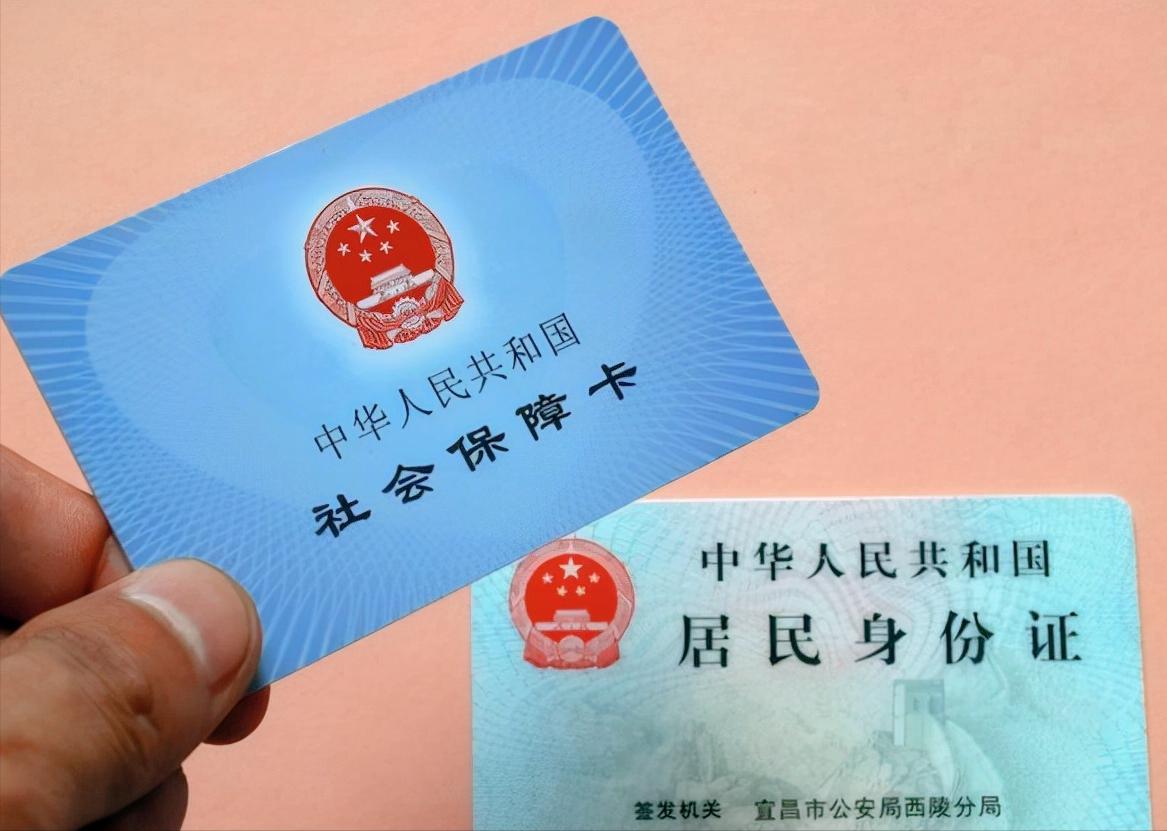 中华人民共和国
社会保障卡
中华人民共和国
居民身份证
签发机关 宜昌市公安局西陵分局